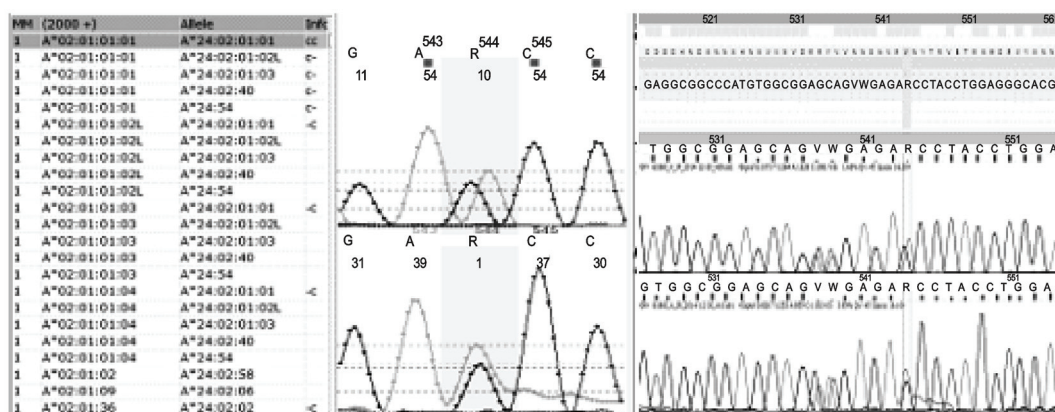 MM (2000 +) Allele Info
1 A*02:01:01:01 A*24:02:01:01 cc
1 A*02:01:01:01 A*24:02:01:02L c-
1 A*02:01:01:01 A*24:02:01:03 c-
1 A*02:01:01:01 A*24:02:40 c-
1 A*02:01:01:01 A*24:54 c-
1 A*02:01:01:02L A*24:02:01:01 -c
1 A*02:01:01:02L A*24:02:01:02L
1 A*02:01:01:02L A*24:02:01:03
1 A*02:01:01:02L A*24:02:40
1 A*02:01:01:02L A*24:54
1 A*02:01:01:03 A*24:02:01:01 -c
1 A*02:01:01:03 A*24:02:01:02L
1 A*02:01:01:03 A*24:02:01:03
1 A*02:01:01:03 A*24:02:40
1 A*02:01:01:03 A*24:54
1 A*02:01:01:04 A*24:02:01:01 -c
1 A*02:01:01:04 A*24:02:01:02L
1 A*02:01:01:04 A*24:02:01:03
1 A*02:01:01:04 A*24:02:40
1 A*02:01:01:04 A*24:54
1 A*02:01:02 A*24:02:58
1 A*02:01:09 A*24:02:06
1 A*02:01:36 A*24:02:02 -c
543 544 545
G A R C C
11 54 10 54 54
543 544 545
G A R C C
31 39 1 37 30
521 531 541 551 561
GAGGCGGCCCATGTGGCGGAGCAGVWGAGARCCTACCTGGAGGGCACG
531 541 551
TGGCGGAGCAGVWGAGARCCTACCTGGA
531 541 551
GTGGCGGAGCAGVWGAGARCCTACCTGGA